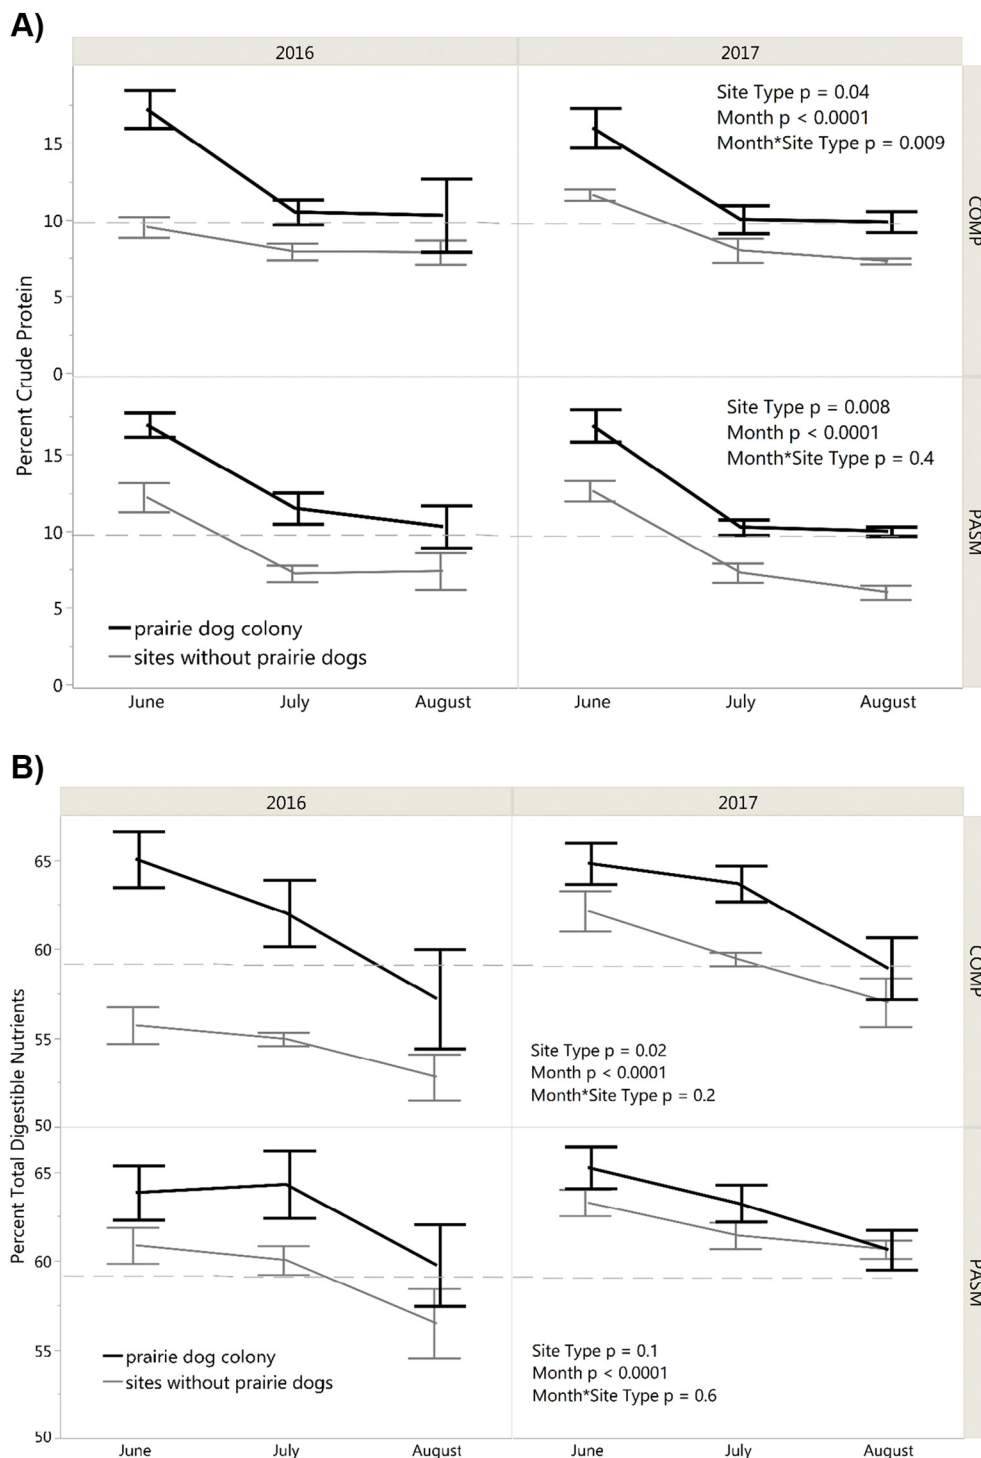 A)
2016 2017
Site Type p = 0.04
Month p < 0.0001
Month*Site Type p = 0.009
15
10
5
0
COMP
Percent Crude Protein
Site Type p = 0.008
Month p < 0.0001
Month*Site Type p = 0.4
15
10
5
0
PASM
prairie dog colony
sites without prairie dogs
June July August June July August
B)
2016 2017
65
60
55
50
COMP
Site Type p = 0.02
Month p < 0.0001
Month*Site Type p = 0.2
Percent Total Digestible Nutrients
65
60
55
50
PASM
prairie dog colony
sites without prairie dogs
Site Type p = 0.1
Month p < 0.0001
Month*Site Type p = 0.6
June July August June July August